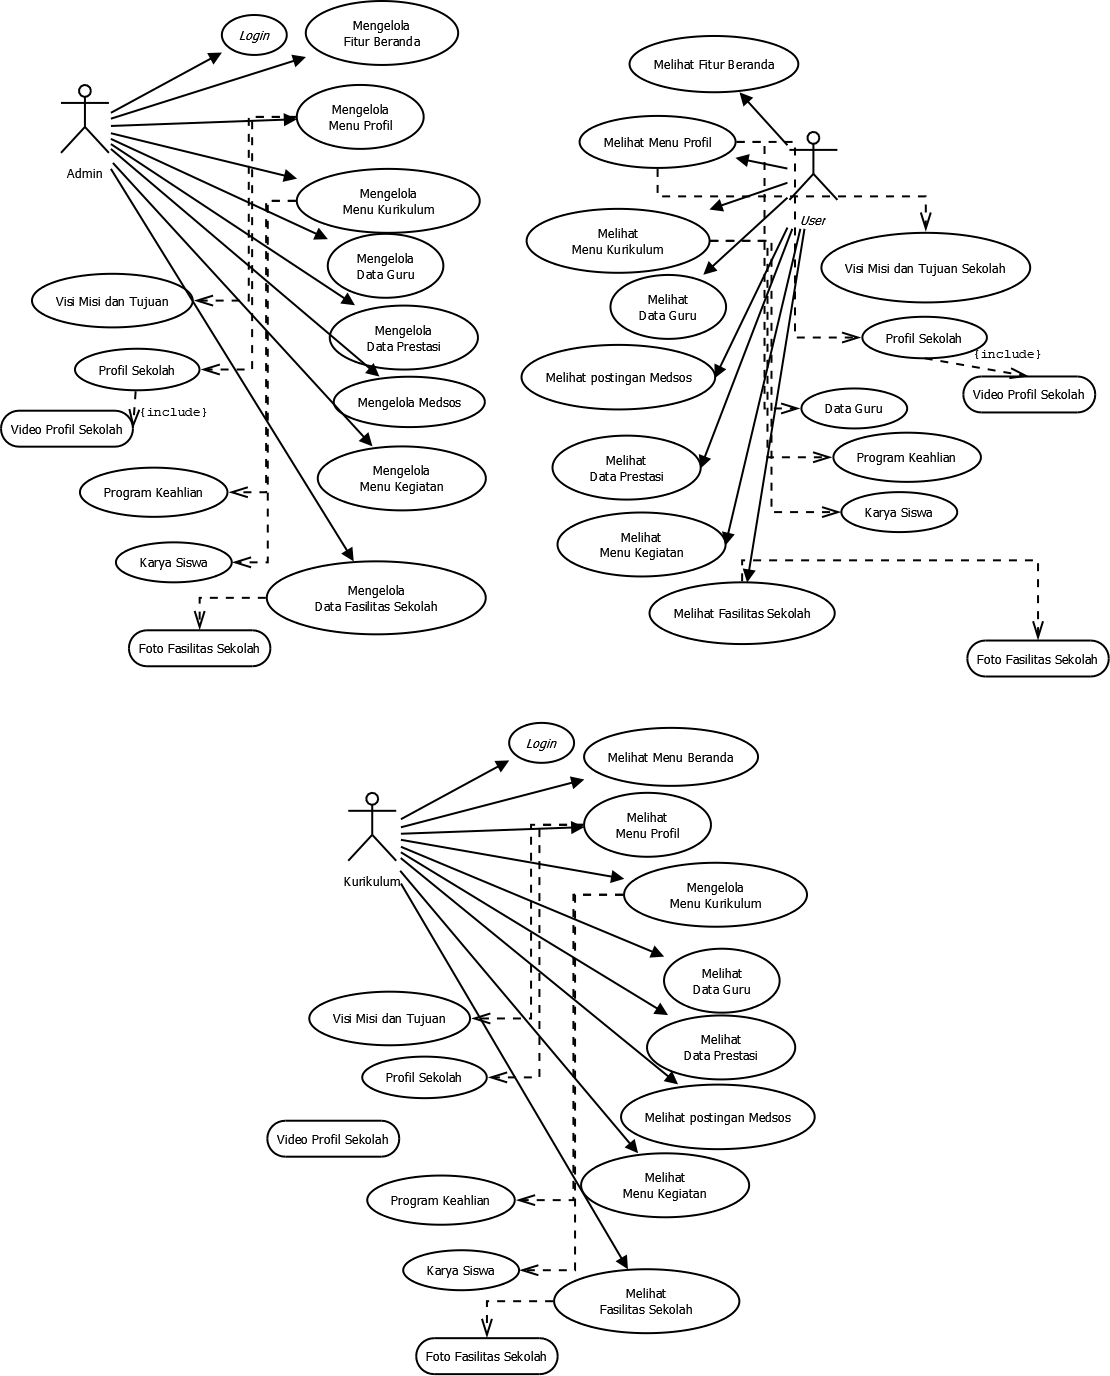 Login
Mengelola
Fitur Beranda
Mengelola
Menu Profil
Admin
Mengelola
Menu Kurikulum
Mengelola
Data Guru
Visi Misi dan Tujuan
Mengelola
Data Prestasi
Profil Sekolah
{include}
Video Profil Sekolah
Mengelola Medsos
Mengelola
Menu Kegiatan
Program Keahlian
Karya Siswa
Mengelola
Data Fasilitas Sekolah
Foto Fasilitas Sekolah
Melihat Fitur Beranda
Melihat Menu Profil
User
Melihat
Menu Kurikulum
Visi Misi dan Tujuan Sekolah
Melihat
Data Guru
Profil Sekolah
{include}
Video Profil Sekolah
Melihat postingan Medsos
Data Guru
Melihat
Data Prestasi
Program Keahlian
Karya Siswa
Melihat
Menu Kegiatan
Melihat Fasilitas Sekolah
Foto Fasilitas Sekolah
Login
Melihat Menu Beranda
Melihat
Menu Profil
Kurikulum
Mengelola
Menu Kurikulum
Melihat
Data Guru
Visi Misi dan Tujuan
Melihat
Data Prestasi
Profil Sekolah
Melihat postingan Medsos
Video Profil Sekolah
Melihat
Menu Kegiatan
Program Keahlian
Karya Siswa
Melihat
Fasilitas Sekolah
Foto Fasilitas Sekolah